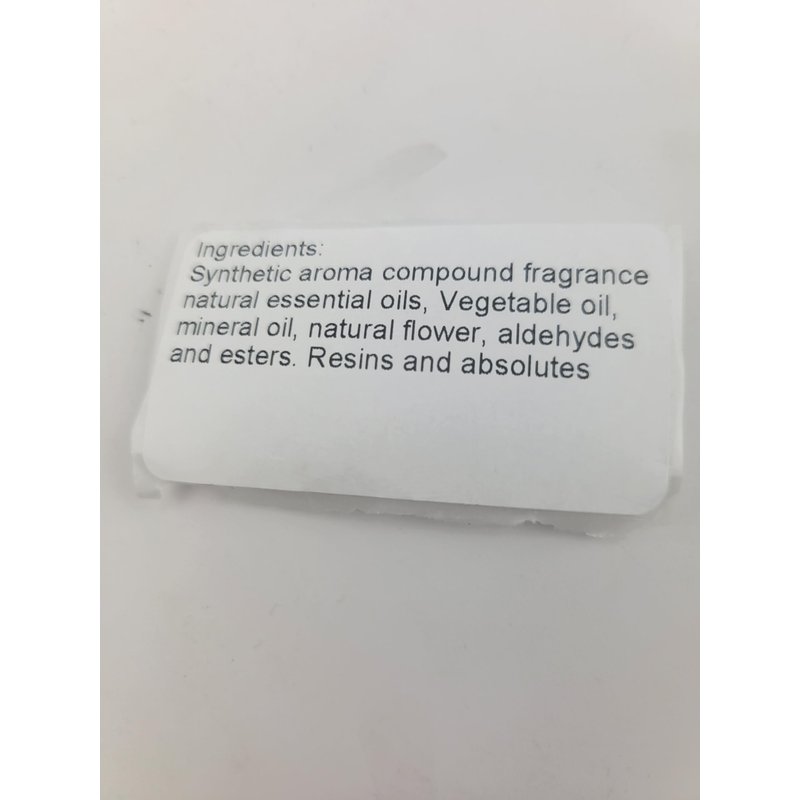 Ingredients:
Synthetic aroma compound fragrance
natural essential oils, Vegetable oil,
mineral oil, natural flower, aldehydes
and esters. Resins and absolutes